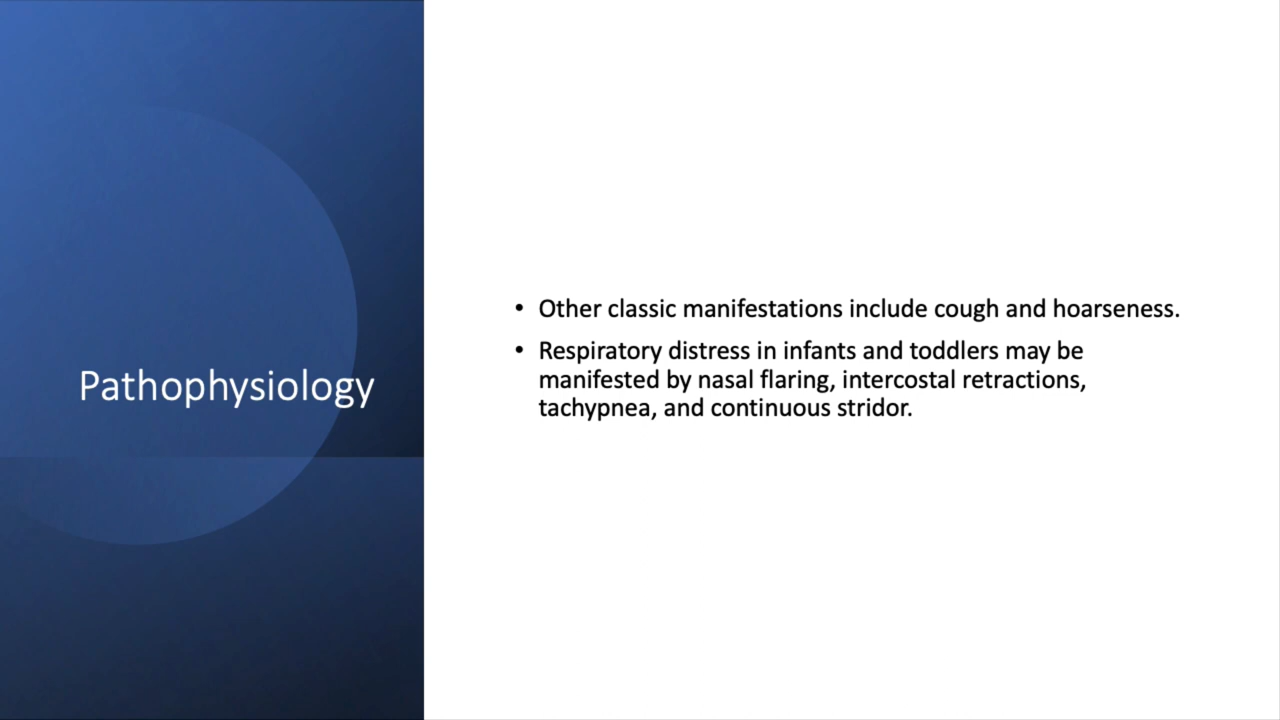 Pathophysiology
• Other classic manifestations include cough and hoarseness.
• Respiratory distress in infants and toddlers may be
manifested by nasal flaring, intercostal retractions,
tachypnea, and continuous stridor.